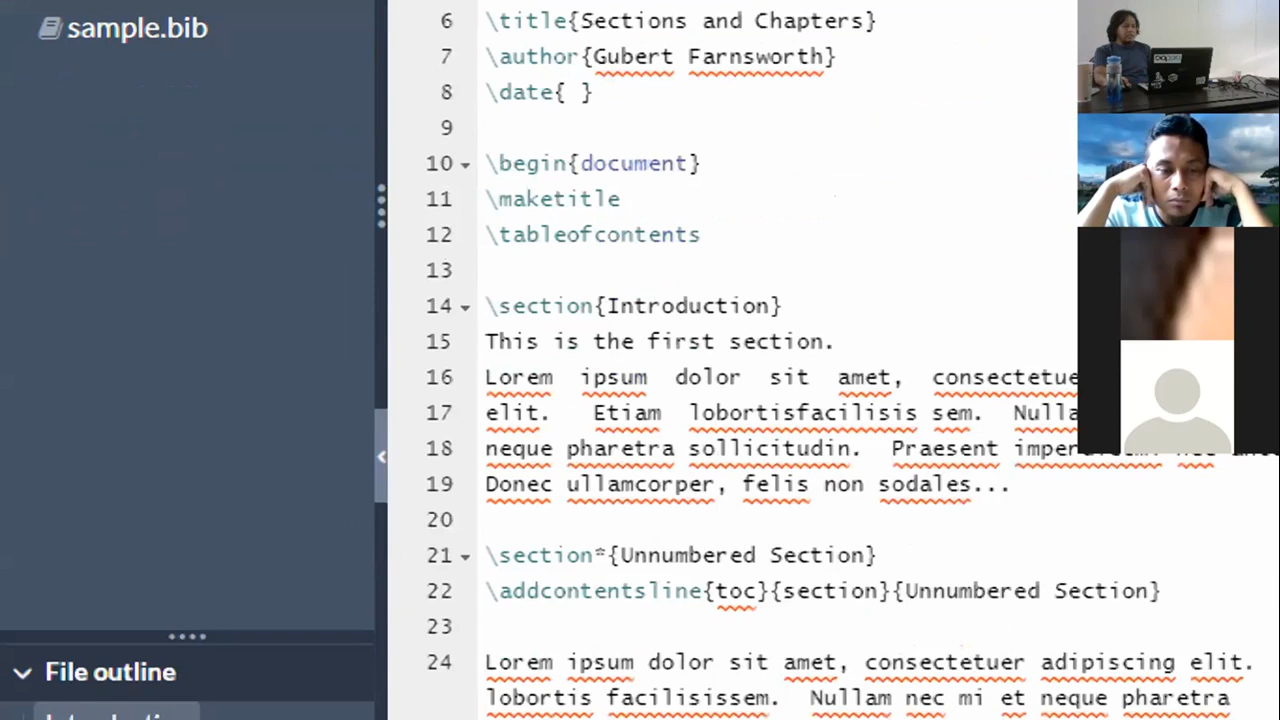 sample.bib
File outline
6 \title{Sections and Chapters}
7 \author{Gubert Farnsworth}
8 \date{ }
9
10 \begin{document}
11 \maketitle
12 \tableofcontents
13
14 \section{Introduction}
15 This is the first section.
16 Lorem ipsum dolor sit amet, consectetue
17 elit. Etiam lobortisfacilisis sem. Nulla
18 neque pharetra sollicitudin. Praesent
19 Donec ullamcorper, felis non sodales...
20
21 \section*{Unnumbered Section}
22 \addcontentsline{toc}{section}{Unnumbered Section}
23
24 Lorem ipsum dolor sit amet, consectetuer adipiscing elit.
lobortis facilisissem. Nullam nec mi et neque pharetra